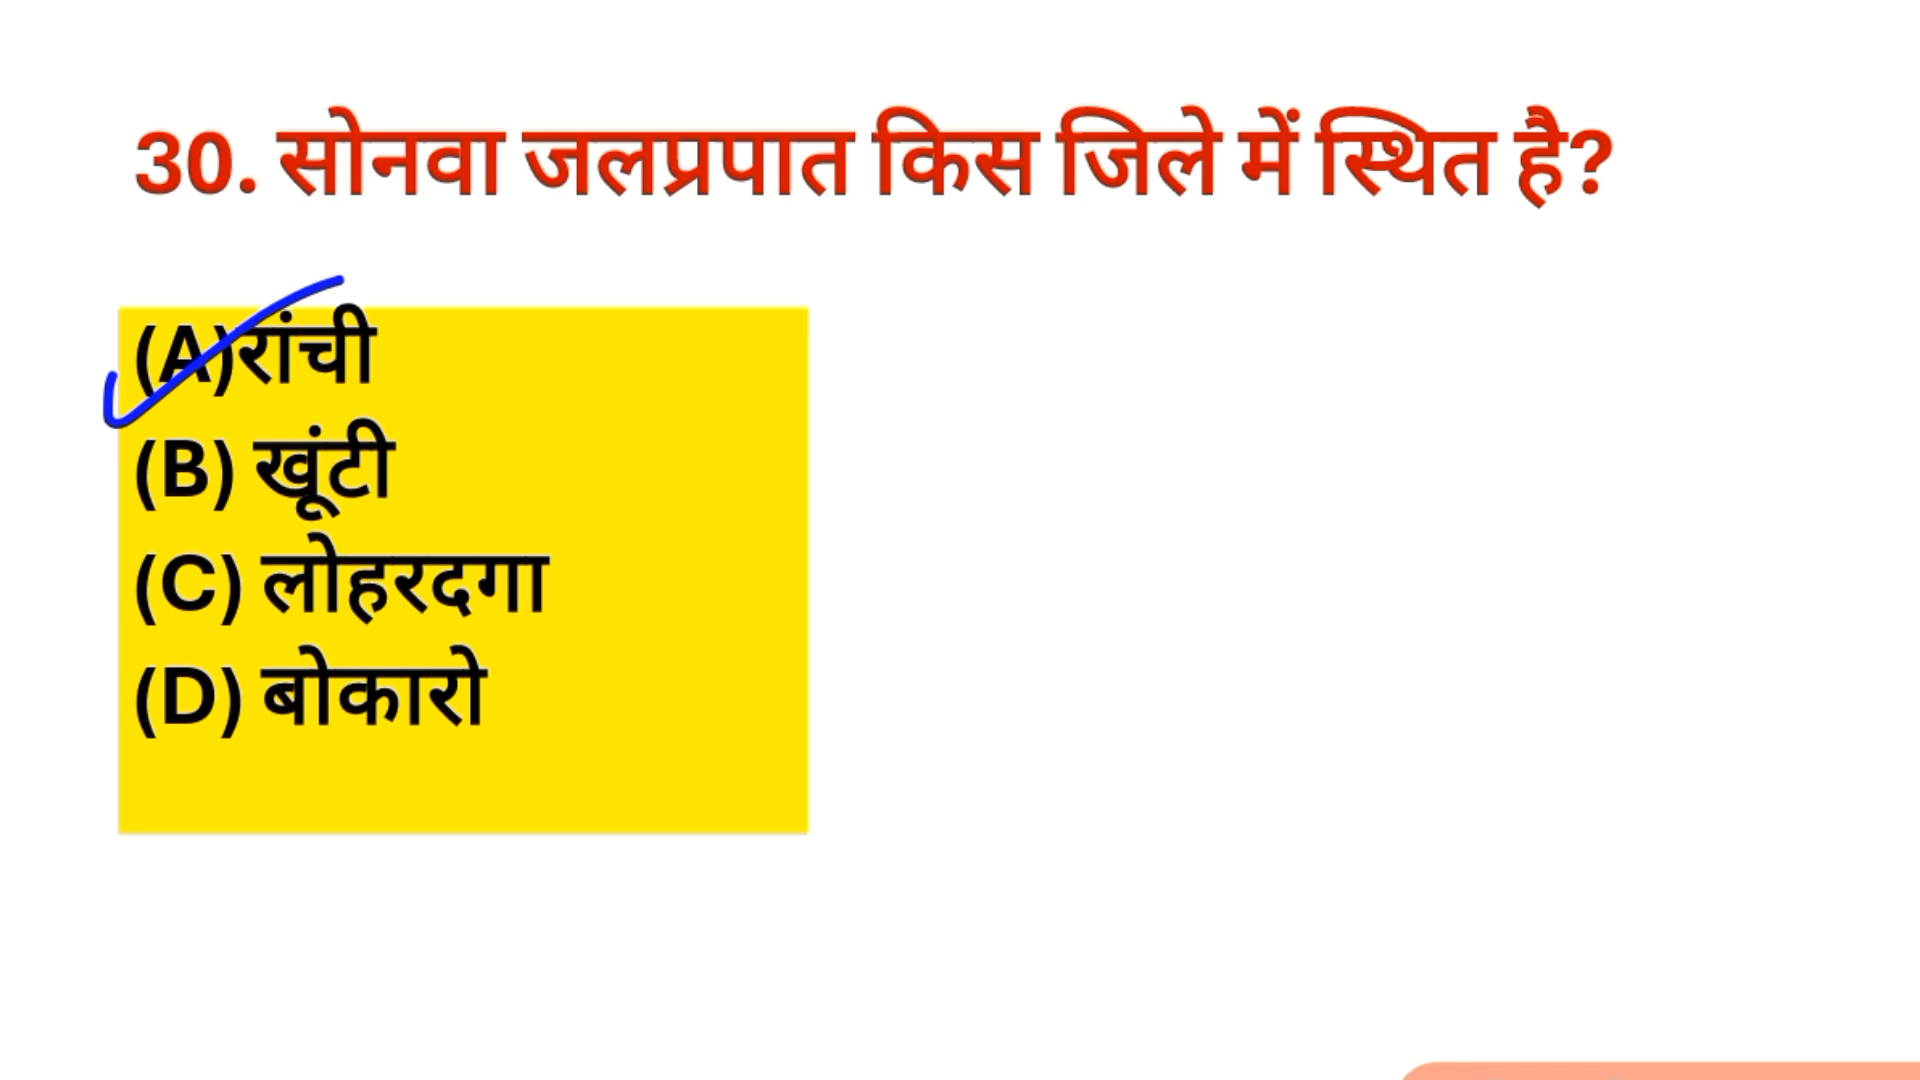 30. सोनवा जलप्रपात किस जिले में स्थित है?
(A)रांची
(B) खूंटी
(C) लोहरदगा
(D) बोकारो